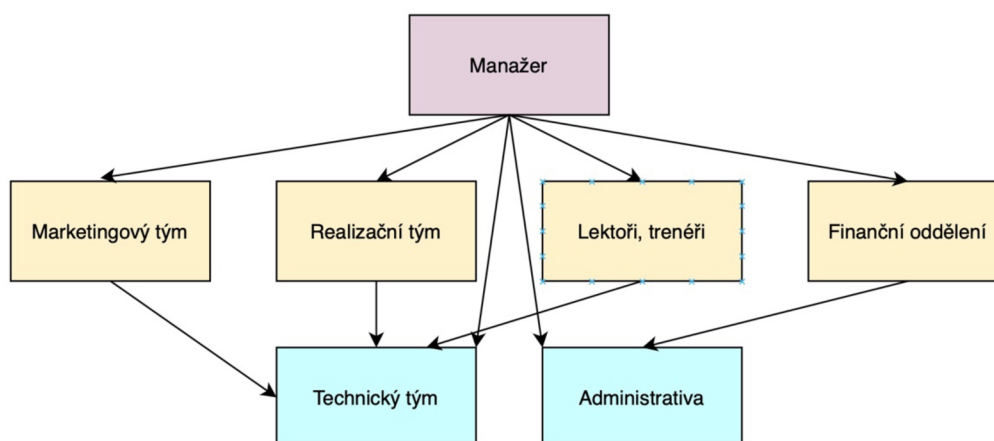 Manažer
Marketingový tým
Realizační tým
Lektoři, trenéři
Finanční oddělení
Technický tým
Administrativa